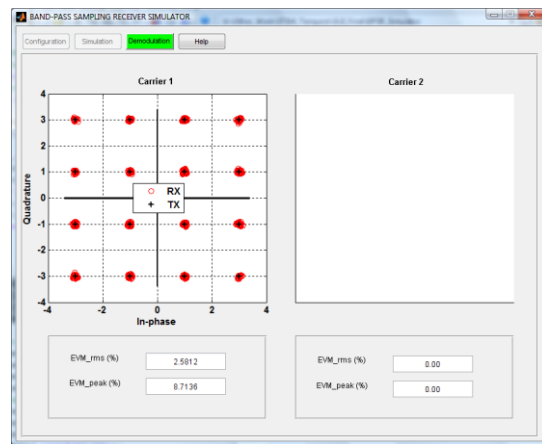 BAND-PASS SAMPLING RECEIVER SIMULATOR
Configuration Simulation Demodulation Help
Carrier 1
Carrier 2
4
3
2
1
0
-1
-2
-3
-4
Quadrature
RX
TX
-4 -2 0 2 4
In-phase
EVM_rms (%) 2.5812
EVM_peak (%) 8.7136
EVM_rms (%) 0.00
EVM_peak (%) 0.00